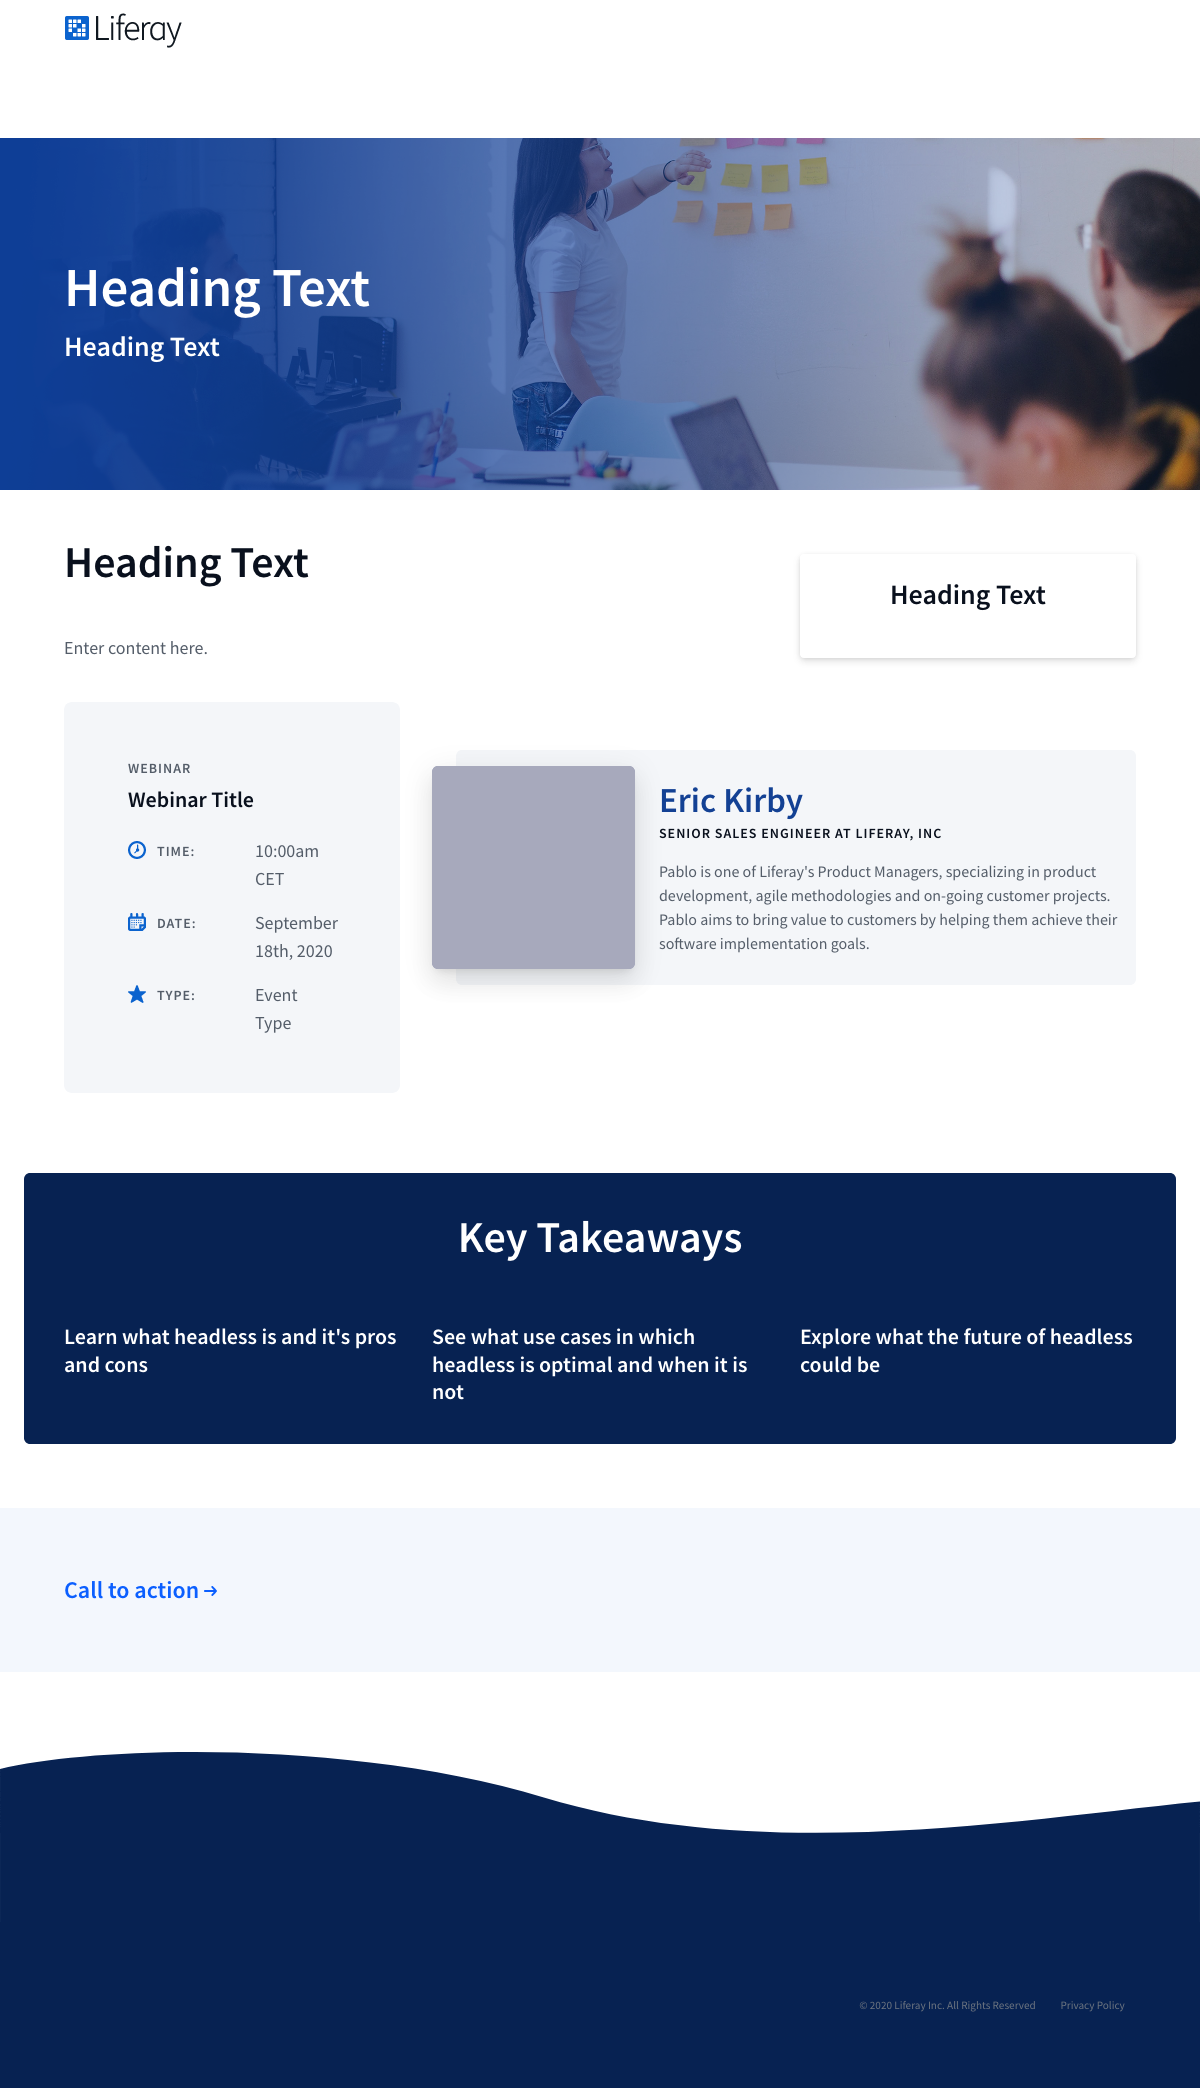 Liferay
Heading Text
Heading Text
Heading Text
Enter content here.
Heading Text
WEBINAR
Webinar Title
TIME: 10:00am
CET
DATE: September
18th, 2020
TYPE: Event
Type
Eric Kirby
SENIOR SALES ENGINEER AT LIFERAY, INC
Pablo is one of Liferay's Product Managers, specializing in product
development, agile methodologies and on-going customer projects.
Pablo aims to bring value to customers by helping them achieve their
software implementation goals.
Key Takeaways
Learn what headless is and it's pros
and cons
See what use cases in which
headless is optimal and when it is
not
Explore what the future of headless
could be
Call to action →
© 2020 Liferay Inc. All Rights Reserved Privacy Policy